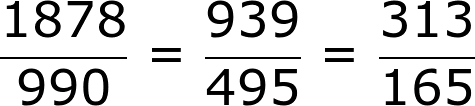 1878/990 = 939/495 = 313/165